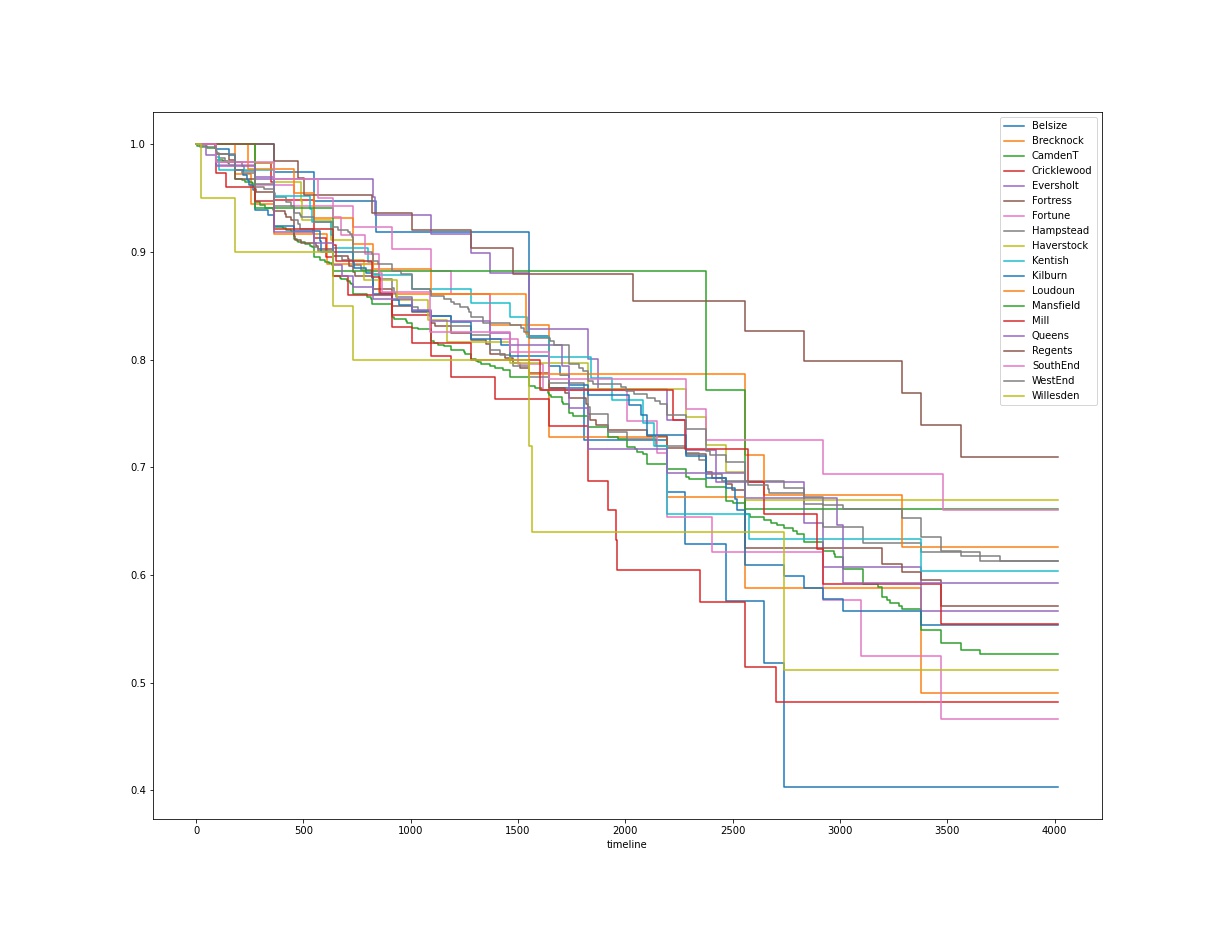 1.0
0.9
0.8
0.7
0.6
0.5
0.4
0
500
1000
1500
2000
2500
3000
3500
4000
timeline
Belsize
Brecknock
CamdenT
Cricklewood
Eversholt
Fortress
Fortune
Hampstead
Haverstock
Kentish
Kilburn
Loudoun
Mansfield
Mill
Queens
Regents
SouthEnd
WestEnd
Willesden